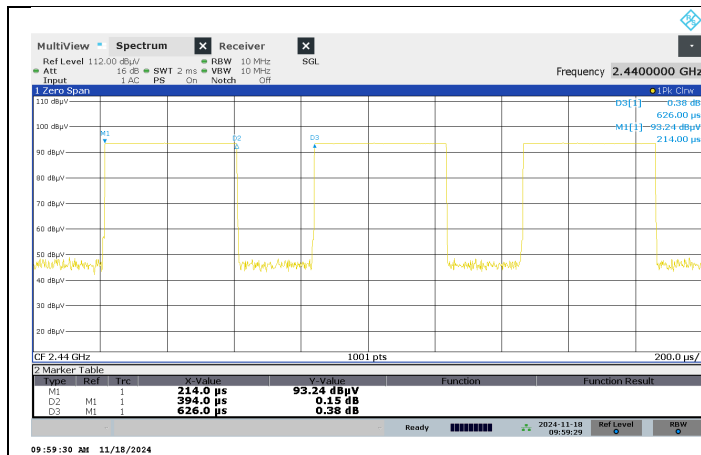 MultiView Spectrum X Receiver X
Ref Level 112.00 dBµV RBW 10 MHz SGL
Att 16 dB SWT 2 ms VBW 10 MHz Frequency 2.4400000 GHz
Input 1 AC PS On Notch Off
1 Zero Span 1Pk Clrw
110 dBµV D3[1] 0.38 dB
626.00 µs
100 dBµV M1[1] 93.24 dBµV
M1 D2 D3 214.00 µs
90 dBµV
80 dBµV
70 dBµV
60 dBµV
50 dBµV
40 dBµV
30 dBµV
20 dBµV
CF 2.44 GHz 1001 pts 200.0 µs/
2 Marker Table
Type Ref Trc X-Value Y-Value Function Function Result
M1 1 214.0 µs 93.24 dBµV
D2 M1 1 394.0 µs 0.15 dB
D3 M1 1 626.0 µs 0.38 dB
Ready 2024-11-18 09:59:29 Ref Level RBW
09:59:30 AM 11/18/2024